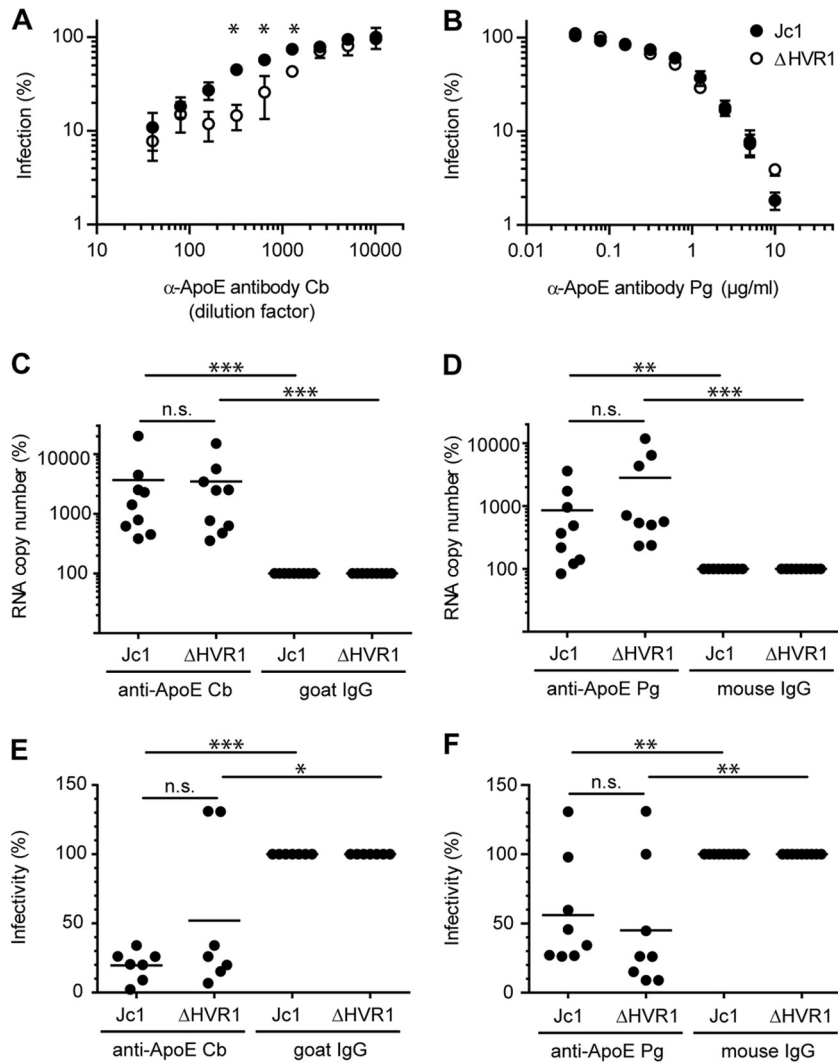 A
B
* * *
100
10
1
Infection (%)
10 100 1000 10000
α-ApoE antibody Cb
(dilution factor)
Jc1
ΔHVR1
100
10
1
Infection (%)
0.01 0.1 1 10
α-ApoE antibody Pg (µg/ml)
C
D
***
***
n.s.
10000
1000
100
RNA copy number (%)
Jc1 ΔHVR1 Jc1 ΔHVR1
anti-ApoE Cb goat IgG
**
***
n.s.
10000
1000
100
RNA copy number (%)
Jc1 ΔHVR1 Jc1 ΔHVR1
anti-ApoE Pg mouse IgG
E
F
***
*
n.s.
150
100
50
0
Infectivity (%)
Jc1 ΔHVR1 Jc1 ΔHVR1
anti-ApoE Cb goat IgG
**
**
n.s.
150
100
50
0
Infectivity (%)
Jc1 ΔHVR1 Jc1 ΔHVR1
anti-ApoE Pg mouse IgG